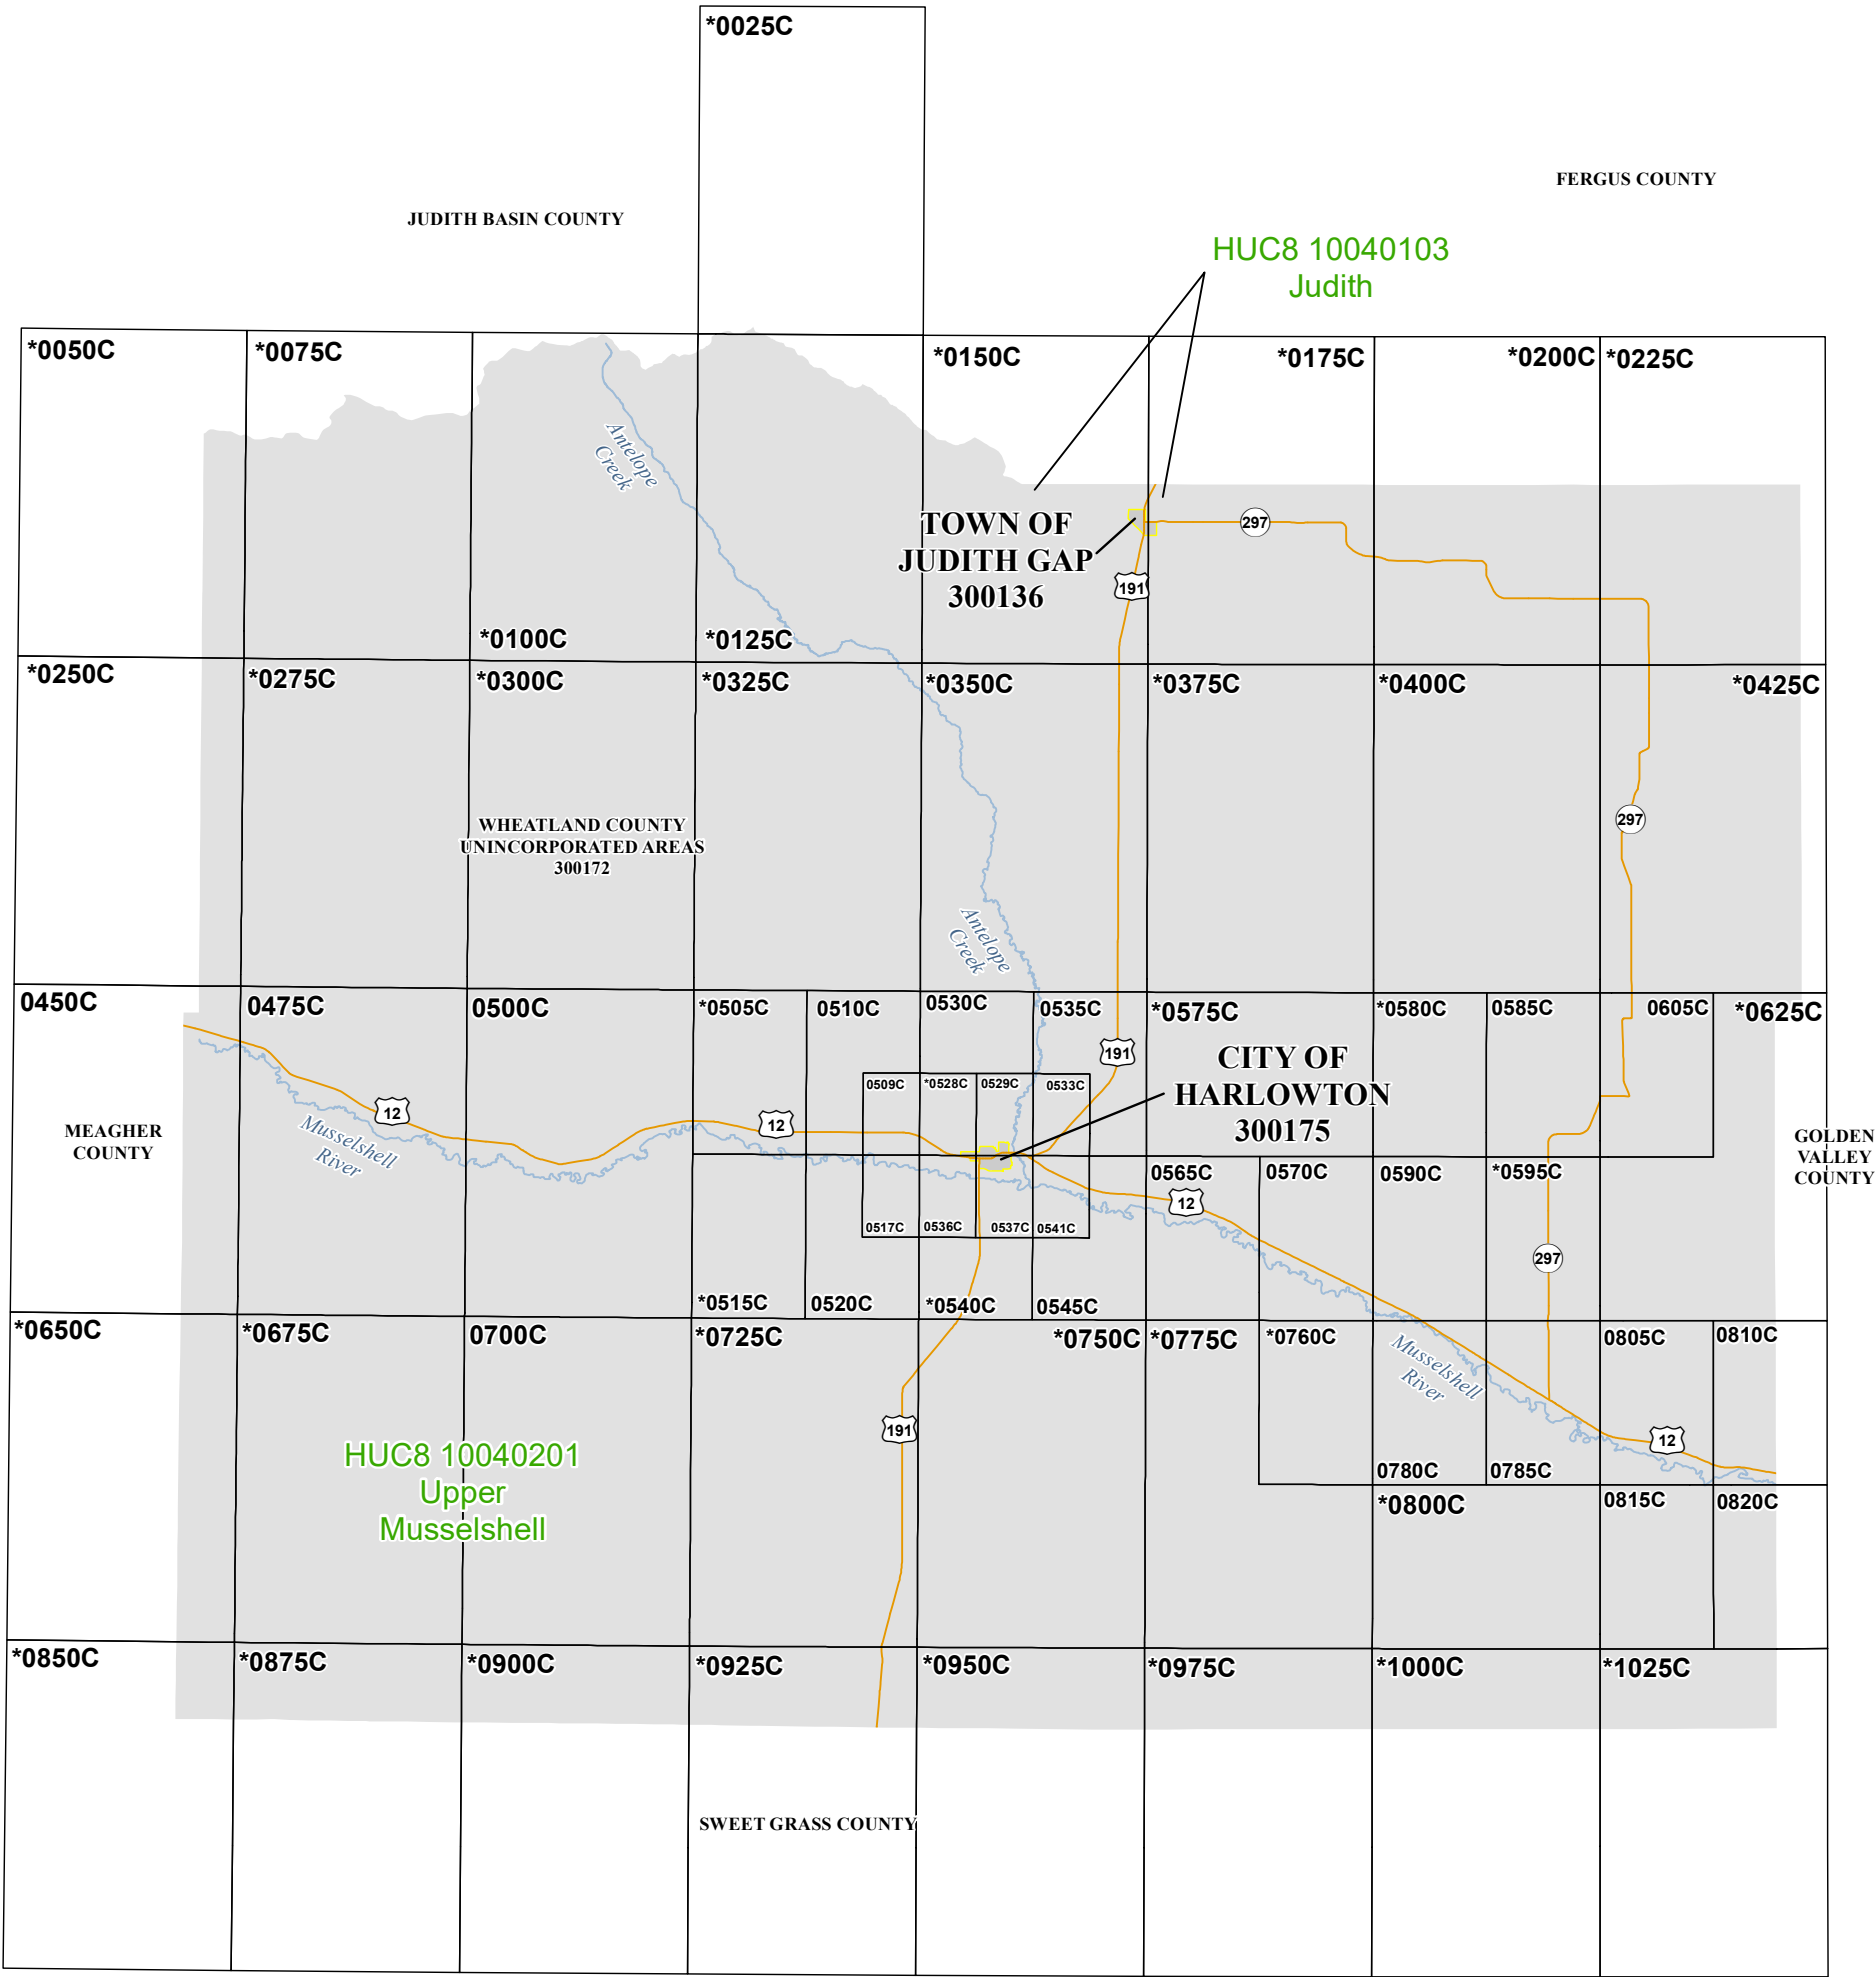 *0025C
FERGUS COUNTY
JUDITH BASIN COUNTY
HUC8 10040103
Judith
*0050C
*0075C
*0150C
*0175C
*0200C
*0225C
Antelope
Creek
TOWN OF
JUDITH GAP
300136
297
191
*0100C
*0125C
*0250C
*0275C
*0300C
*0325C
*0350C
*0375C
*0400C
*0425C
WHEATLAND COUNTY
UNINCORPORATED AREAS
300172
297
Antelope
Creek
0450C
0475C
0500C
*0505C
0510C
0530C
0535C
*0575C
*0580C
0585C
0605C
*0625C
191
CITY OF
HARLOWTON
300175
0509C
*0528C
0529C
0533C
12
12
MEAGHER
COUNTY
Musselshell
River
GOLDEN
VALLEY
COUNTY
0565C
0570C
0590C
*0595C
12
0517C
0536C
0537C
0541C
297
*0515C
0520C
*0540C
0545C
*0650C
*0675C
0700C
*0725C
*0750C
*0775C
*0760C
0805C
0810C
Musselshell
River
191
12
HUC8 10040201
Upper
Musselshell
0780C
0785C
*0800C
0815C
0820C
*0850C
*0875C
*0900C
*0925C
*0950C
*0975C
*1000C
*1025C
SWEET GRASS COUNTY